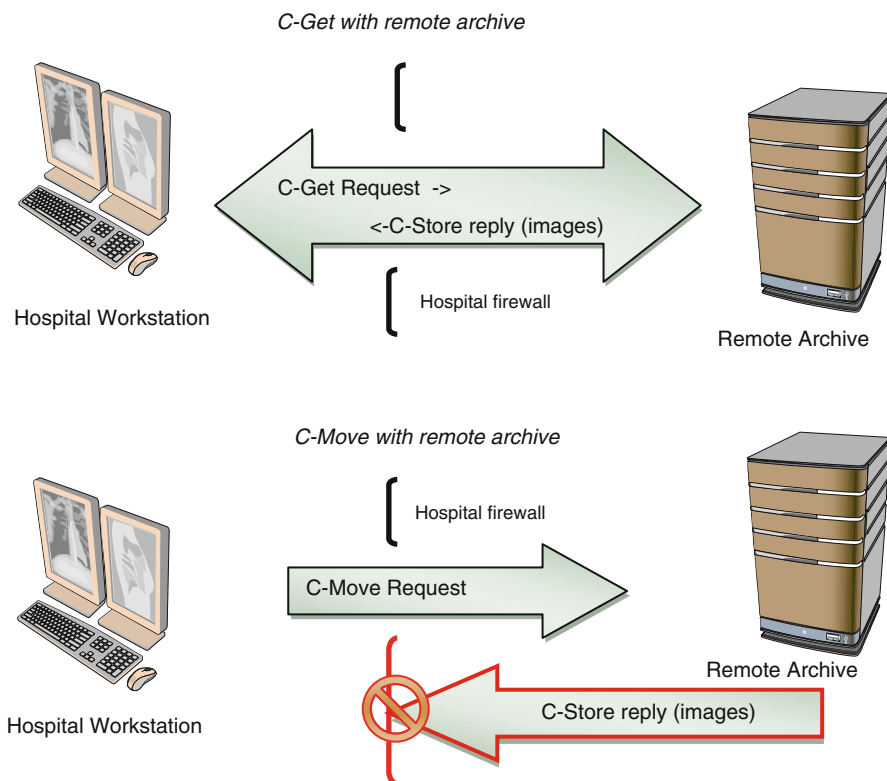 C-Get with remote archive
C-Get Request ->
<-C-Store reply (images)
Hospital firewall
Hospital Workstation
Remote Archive
C-Move with remote archive
Hospital firewall
C-Move Request
Remote Archive
C-Store reply (images)
Hospital Workstation